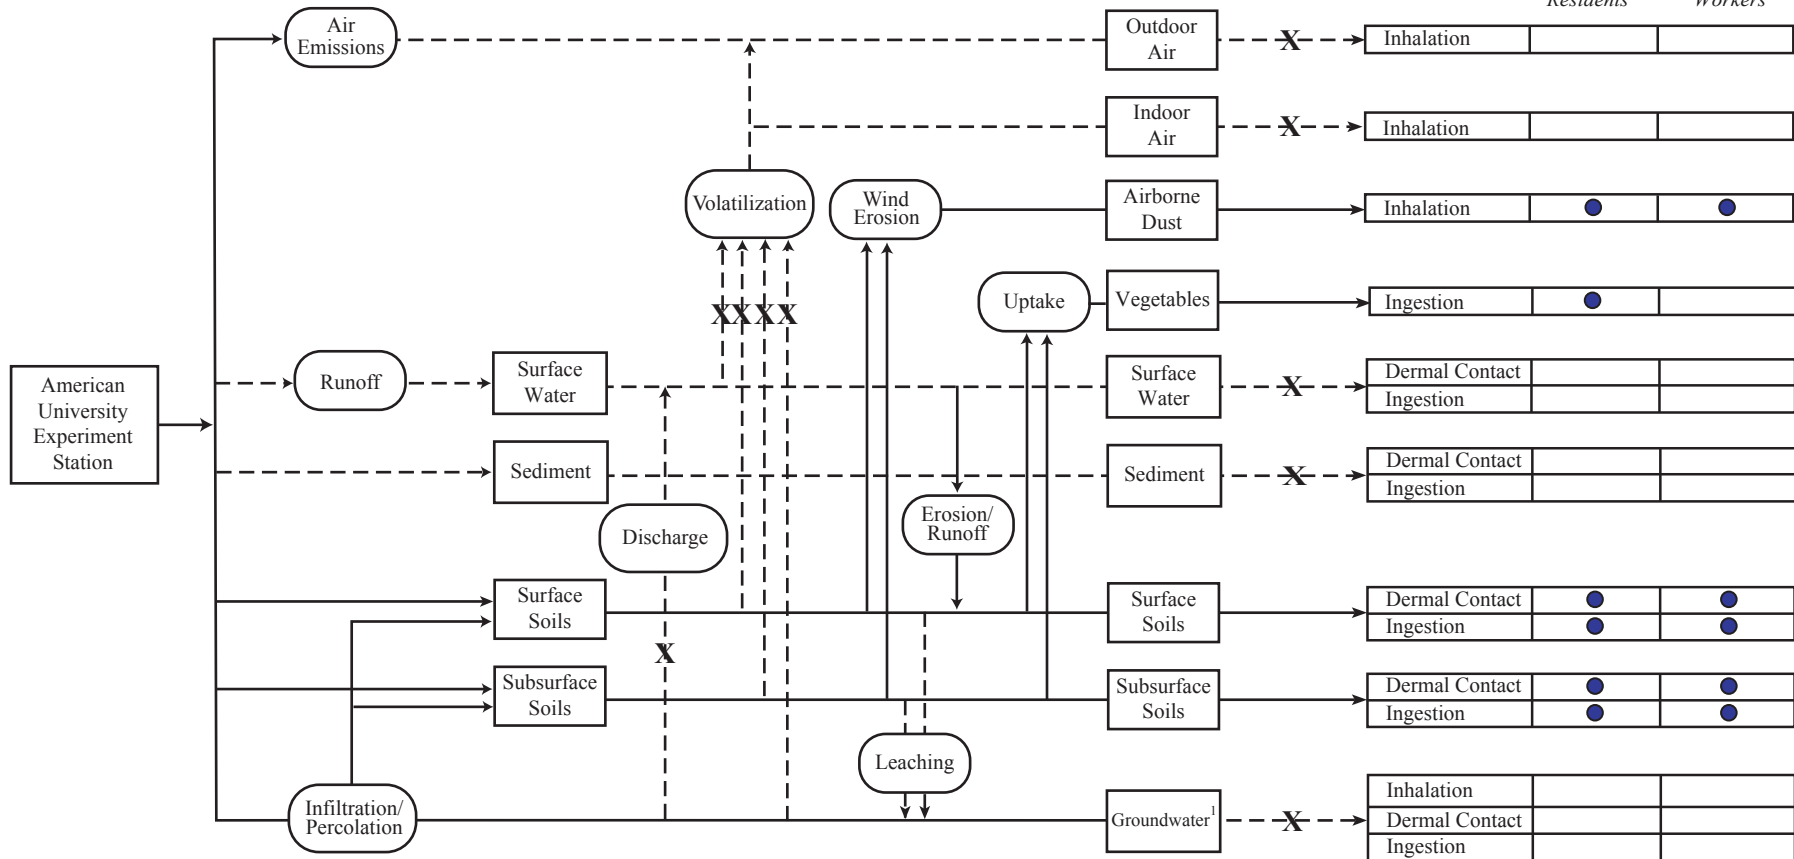 Residents Workers
Air
Emissions
Outdoor
Air
X
Inhalation
Indoor
Air
X
Inhalation
Volatilization
Wind
Erosion
Airborne
Dust
Inhalation
Uptake
Vegetables
Ingestion
X X X X
American
University
Experiment
Station
Runoff
Surface
Water
Surface
Water
X
Dermal Contact
Ingestion
Sediment
Sediment
X
Dermal Contact
Ingestion
Discharge
Erosion/
Runoff
Surface
Soils
Surface
Soils
Dermal Contact
Ingestion
X
Subsurface
Soils
Subsurface
Soils
Dermal Contact
Ingestion
Leaching
Infiltration/
Percolation
Groundwater1
X
Inhalation
Dermal Contact
Ingestion